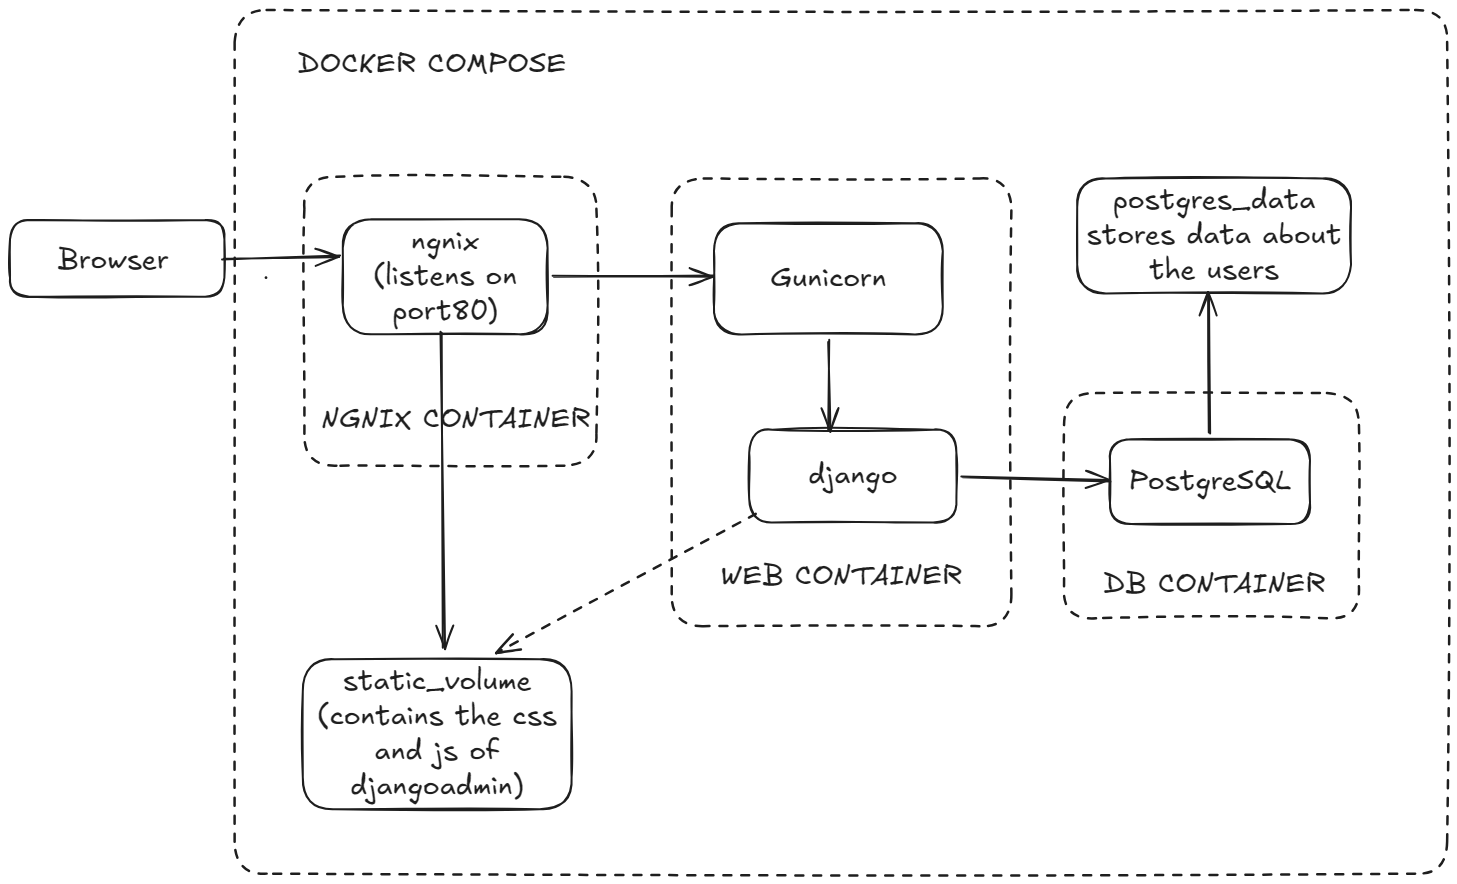 DOCKER COMPOSE
Browser
ngnix
(listens on
port80)
NGNIX CONTAINER
Gunicorn
django
WEB CONTAINER
postgres_data
stores data about
the users
PostgreSQL
DB CONTAINER
static_volume
(contains the css
and js of
djangoadmin)